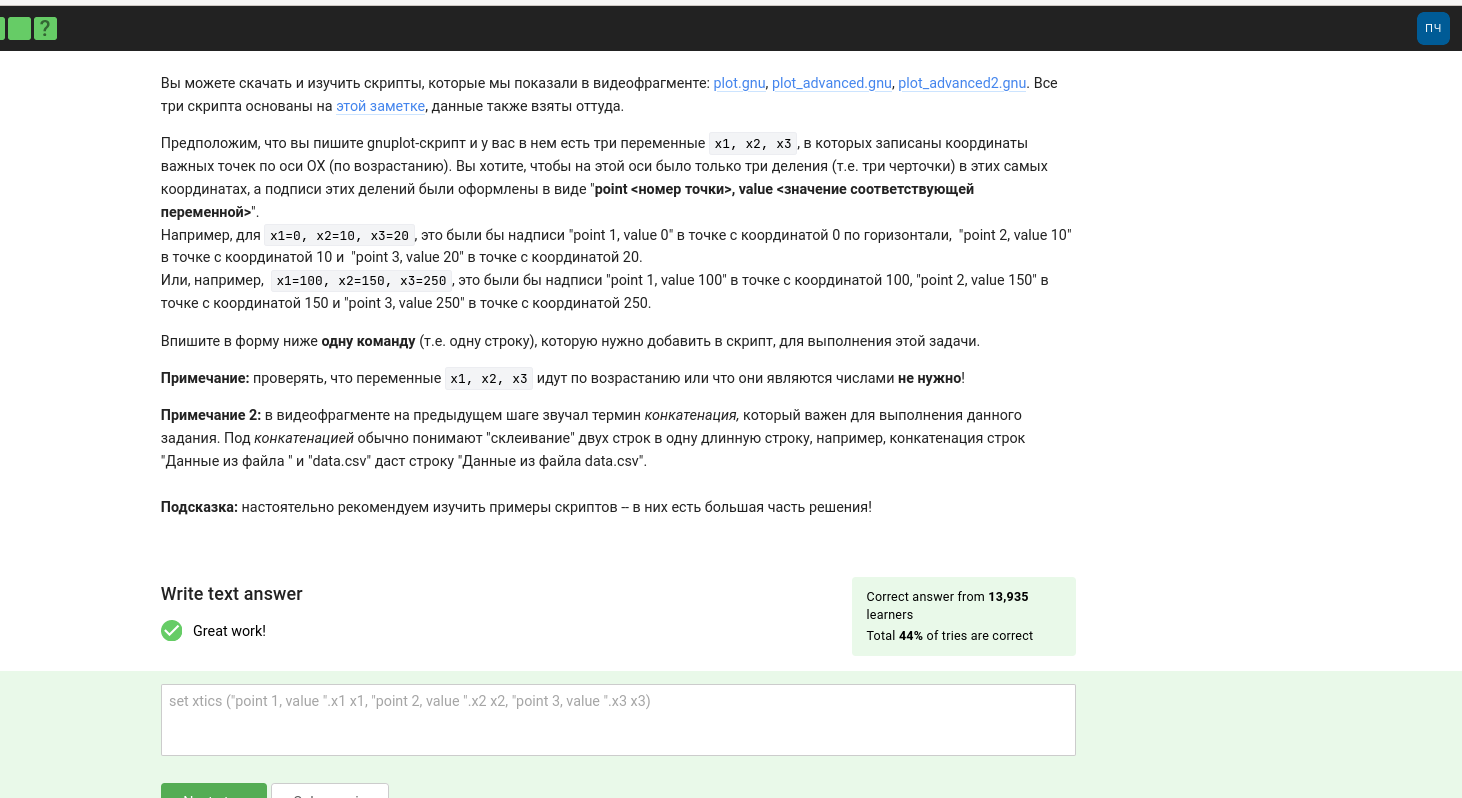 ?
ПЧ
Вы можете скачать и изучить скрипты, которые мы показали в видеофрагменте: plot.gnu, plot_advanced.gnu, plot_advanced2.gnu. Все
три скрипта основаны на этой заметке, данные также взяты оттуда.
Предположим, что вы пишите gnuplot-скрипт и у вас в нем есть три переменные x1, x2, x3, в которых записаны координаты
важных точек по оси OX (по возрастанию). Вы хотите, чтобы на этой оси было только три деления (т.е. три черточки) в этих самых
координатах, а подписи этих делений были оформлены в виде "point <номер точки>, value <значение соответствующей
переменной>".
Например, для x1=0, x2=10, x3=20, это были бы надписи "point 1, value 0" в точке с координатой 0 по горизонтали, "point 2, value 10"
в точке с координатой 10 и "point 3, value 20" в точке с координатой 20.
Или, например, x1=100, x2=150, x3=250, это были бы надписи "point 1, value 100" в точке с координатой 100, "point 2, value 150" в
точке с координатой 150 и "point 3, value 250" в точке с координатой 250.
Впишите в форму ниже одну команду (т.е. одну строку), которую нужно добавить в скрипт, для выполнения этой задачи.
Примечание: проверять, что переменные x1, x2, x3 идут по возрастанию или что они являются числами не нужно!
Примечание 2: в видеофрагменте на предыдущем шаге звучал термин конкатенация, который важен для выполнения данного
задания. Под конкатенацией обычно понимают "склеивание" двух строк в одну длинную строку, например, конкатенация строк
"Данные из файла " и "data.csv" даст строку "Данные из файла data.csv".
Подсказка: настоятельно рекомендуем изучить примеры скриптов – в них есть большая часть решения!
Write text answer
Correct answer from 13,935
learners
Total 44% of tries are correct
Great work!
set xtics ("point 1, value ".x1 x1, "point 2, value ".x2 x2, "point 3, value ".x3 x3)